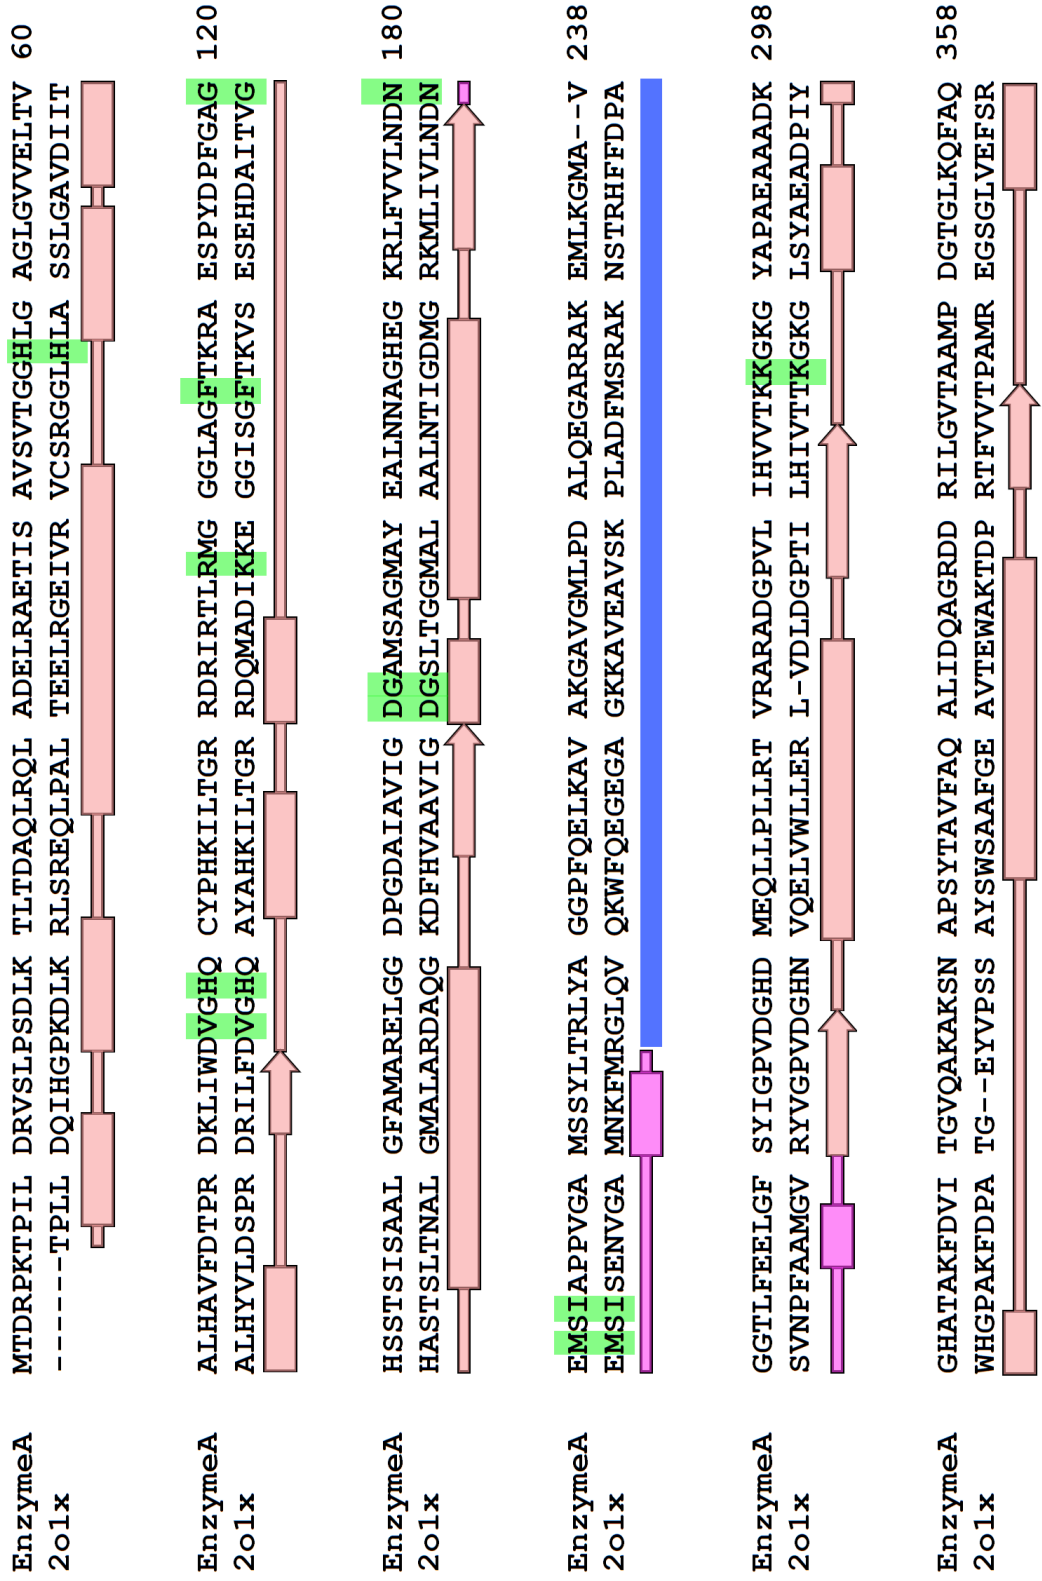 EnzymeA MTDRPKTPIL DRVSLPSDLK TLTDAQLRQL ADELRAETIS AVSVTGGHLG AGLGVVELTV 60
2o1x ------TPLL DQIHGPKDLK RLSREQLPAL TEELRGEIVR VCSRGGLHLA SSLGAVDIIT
EnzymeA ALHAVFDTPR DKLIWDVGHQ CYPHKILTGR RDRIRTLRMG GGLAGFTKRA ESPYDPFGAG 120
2o1x ALHYVLDSPR DRILFDVGHQ AYAHKILTGR RDQMADIKKE GGISGFTKVS ESEHDAITVG
EnzymeA HSSTSISAAL GFAMARELGG DPGDAIAVIG DGAMSAGMAY EALNNAGHEG KRLFVVLNDN 180
2o1x HASTSLTNAL GMALARDAQG KDFHVAAVIG DGSLTGGMAL AALNTIGDMG RKMLIVLNDN
EnzymeA EMSIAPPVGA MSSYLTRLYA GGPFQELKAV AKGAVGMLPD ALQEGARRAK EMLKGMA--V 238
2o1x EMSISENVGA MNKFMRGLQV QKWFQEGEGA GKKAVEAVSK PLADFMSRAK NSTRHFFDPA
EnzymeA GGTLFEELGF SYIGPVDGHD MEQLLPLLRT VRARADGPVL IHVVTKKGKG YAPAEAAADK 298
2o1x SVNPFAAMGV RYVGPVDGHN VQELVWLLER L-VDLDGPTI LHIVTTKGKG LSYAEADPIY
EnzymeA GHATAKFDVI TGVQAKAKSN APSYTAVFAQ ALIDQAGRDD RILGVTAAMP DGTGLKQFAQ 358
2o1x WHGPAKFDPA TG--EYVPSS AYSWSAAFGE AVTEWAKTDP RTFVVTPAMR EGSGLVEFSR